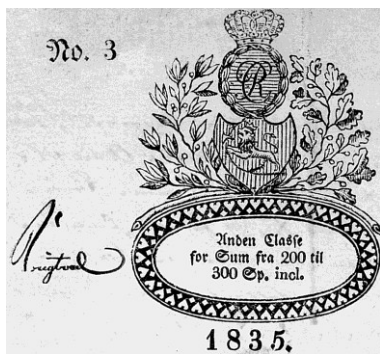 No. 3
Anden Classe
for Sum fra 200 til
300 Sp. incl.
1835.